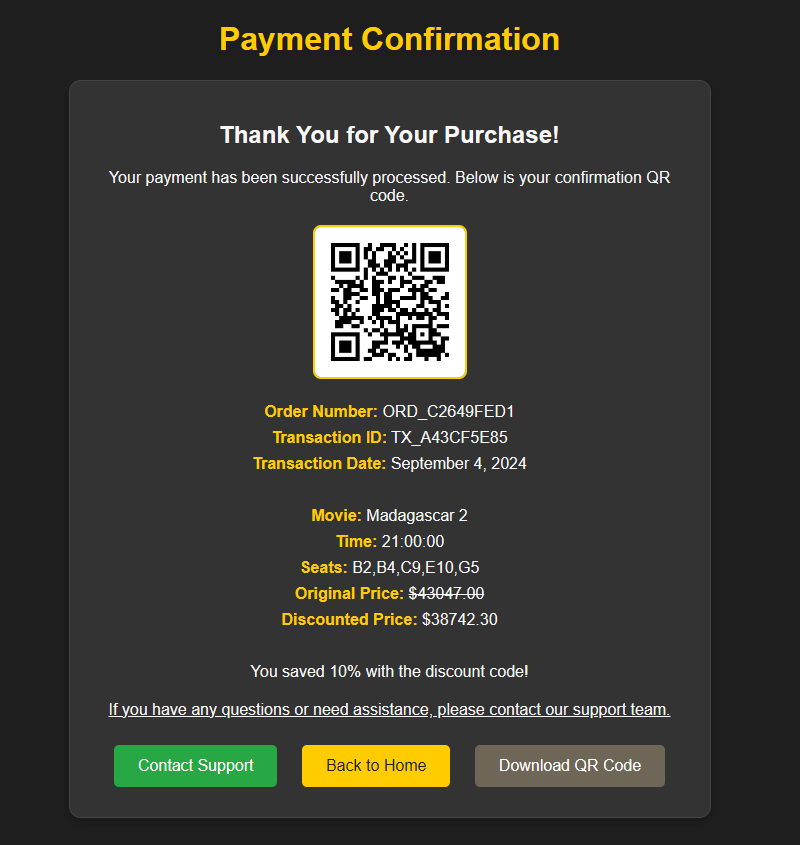 Payment Confirmation
Thank You for Your Purchase!
Your payment has been successfully processed. Below is your confirmation QR
code.
Order Number: ORD_C2649FED1
Transaction ID: TX_A43CF5E85
Transaction Date: September 4, 2024
Movie: Madagascar 2
Time: 21:00:00
Seats: B2,B4,C9,E10,G5
Original Price: $43047.00
Discounted Price: $38742.30
You saved 10% with the discount code!
If you have any questions or need assistance, please contact our support team.
Contact Support
Back to Home
Download QR Code